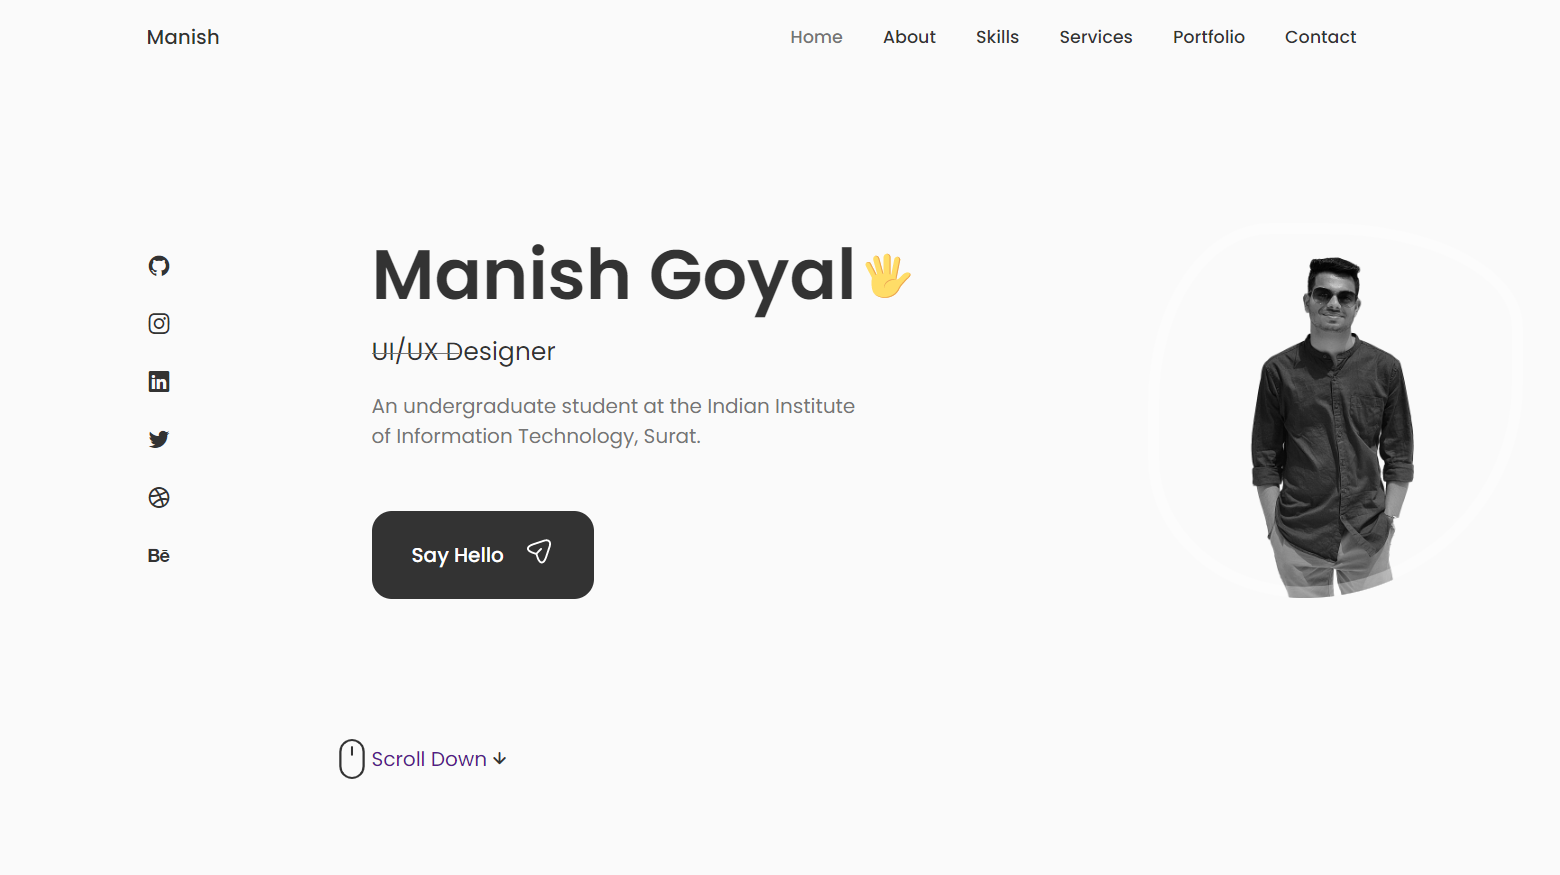 Manish
Home About Skills Services Portfolio Contact
Manish Goyal
UI/UX Designer
An undergraduate student at the Indian Institute
of Information Technology, Surat.
Say Hello
Scroll Down
in
Bē